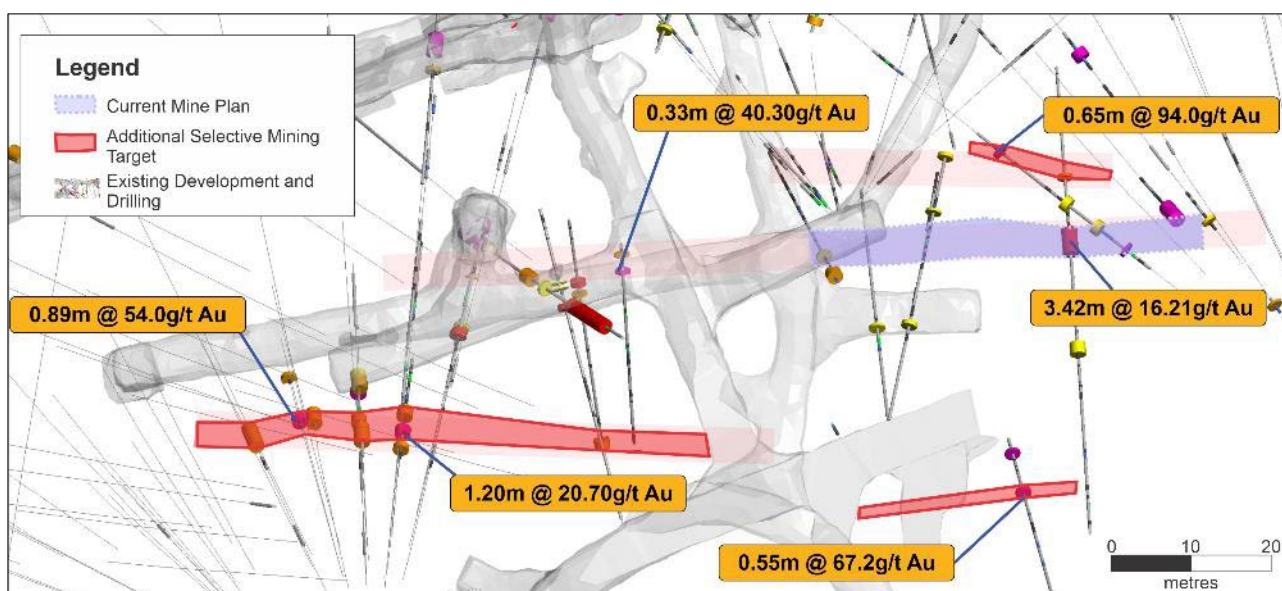 Legend
Current Mine Plan
Additional Selective Mining
Target
Existing Development and
Drilling
0.33m @ 40.30g/t Au
0.65m @ 94.0g/t Au
0.89m @ 54.0g/t Au
3.42m @ 16.21g/t Au
1.20m @ 20.70g/t Au
0.55m @ 67.2g/t Au
0 10 20
metres